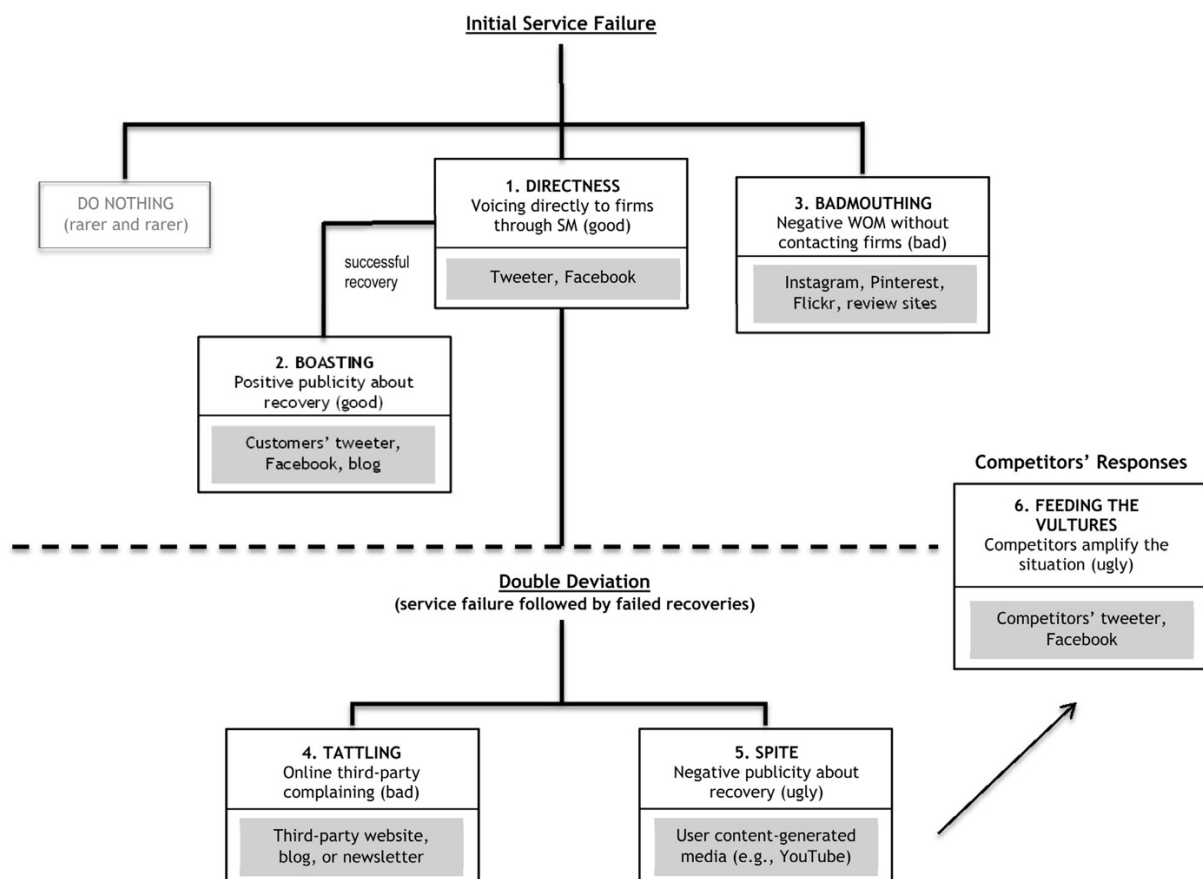 Initial Service Failure
DO NOTHING
(rarer and rarer)
1. DIRECTNESS
Voicing directly to firms
through SM (good)
Tweeter, Facebook
3. BADMOUTHING
Negative WOM without
contacting firms (bad)
Instagram, Pinterest,
Flickr, review sites
successful
recovery
2. BOASTING
Positive publicity about
recovery (good)
Customers’ tweeter,
Facebook, blog
Competitors’ Responses
6. FEEDING THE
VULTURES
Competitors amplify the
situation (ugly)
Competitors’ tweeter,
Facebook
Double Deviation
(service failure followed by failed recoveries)
4. TATTLING
Online third-party
complaining (bad)
Third-party website,
blog, or newsletter
5. SPITE
Negative publicity about
recovery (ugly)
User content-generated
media (e.g., YouTube)